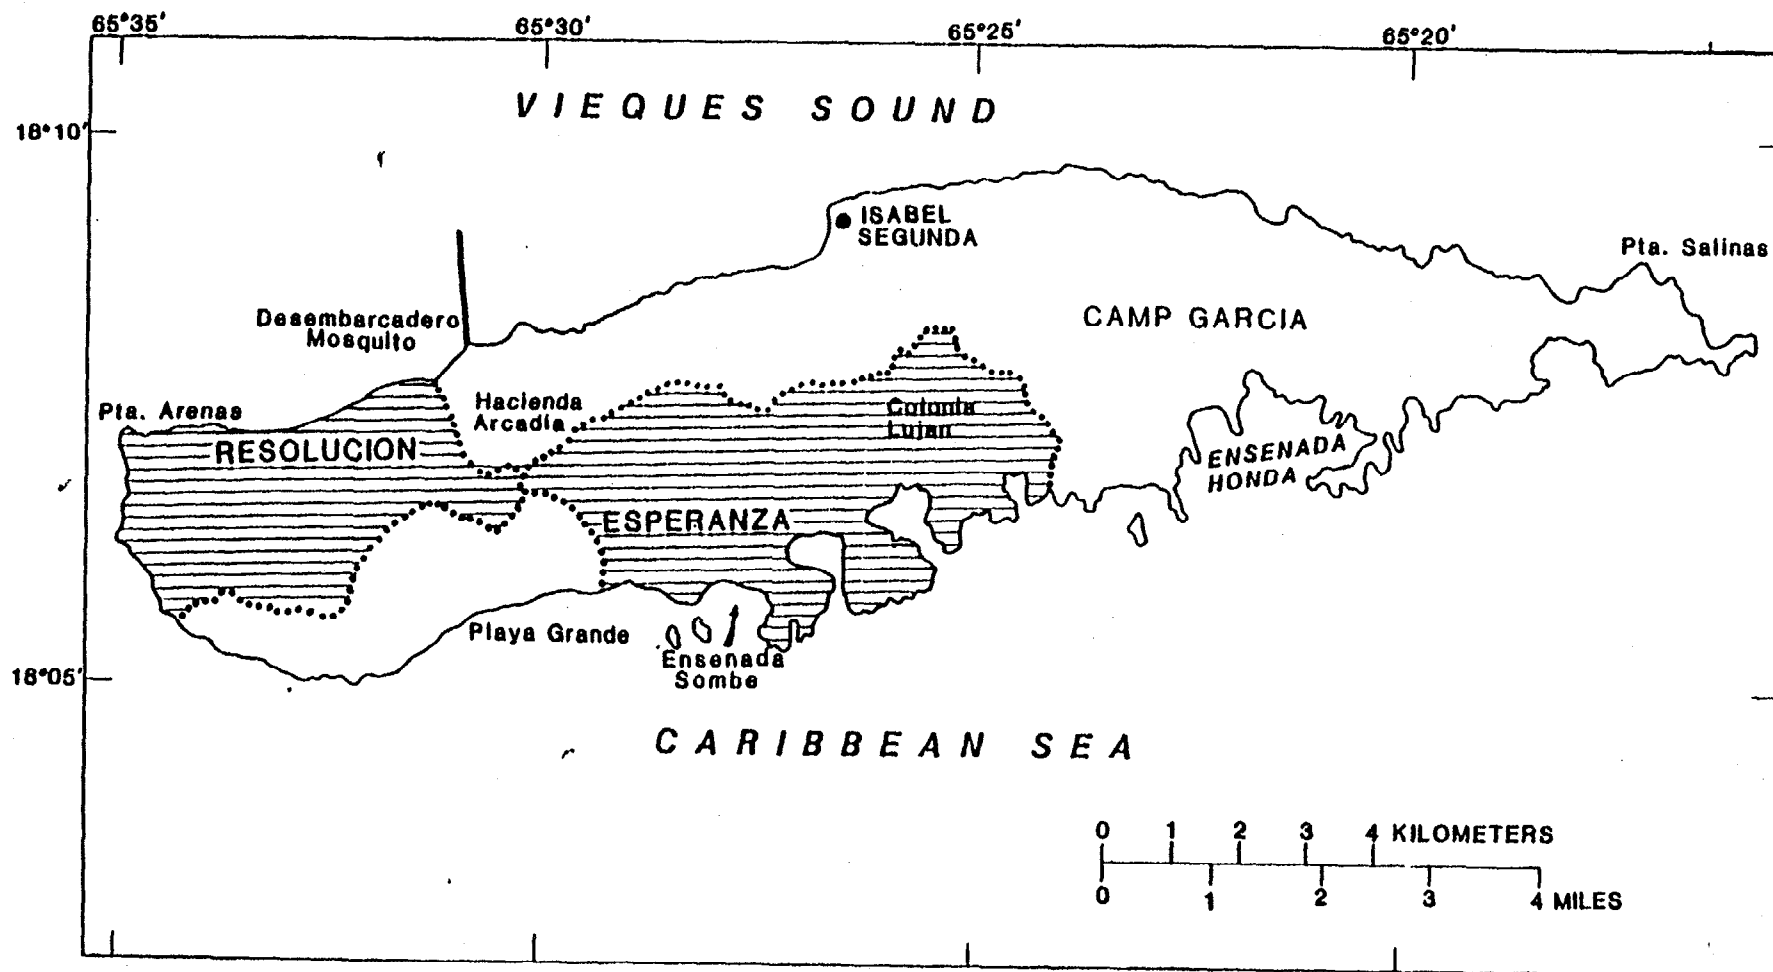 65°35'
65°30'
65°25'
65°20'
VIEQUES SOUND
18°10'
ISABEL
SEGUNDA
Pta. Salinas
Desembarcadero
Mosquito
CAMP GARCIA
Pta. Arenas
Hacienda
Arcadia
Colonia
Lujan
RESOLUCION
ENSENADA
HONDA
ESPERANZA
Playa Grande
Ensenada
Sombe
18°05'
CARIBBEAN SEA
0 1 2 3 4 KILOMETERS
0 1 2 3 4 MILES